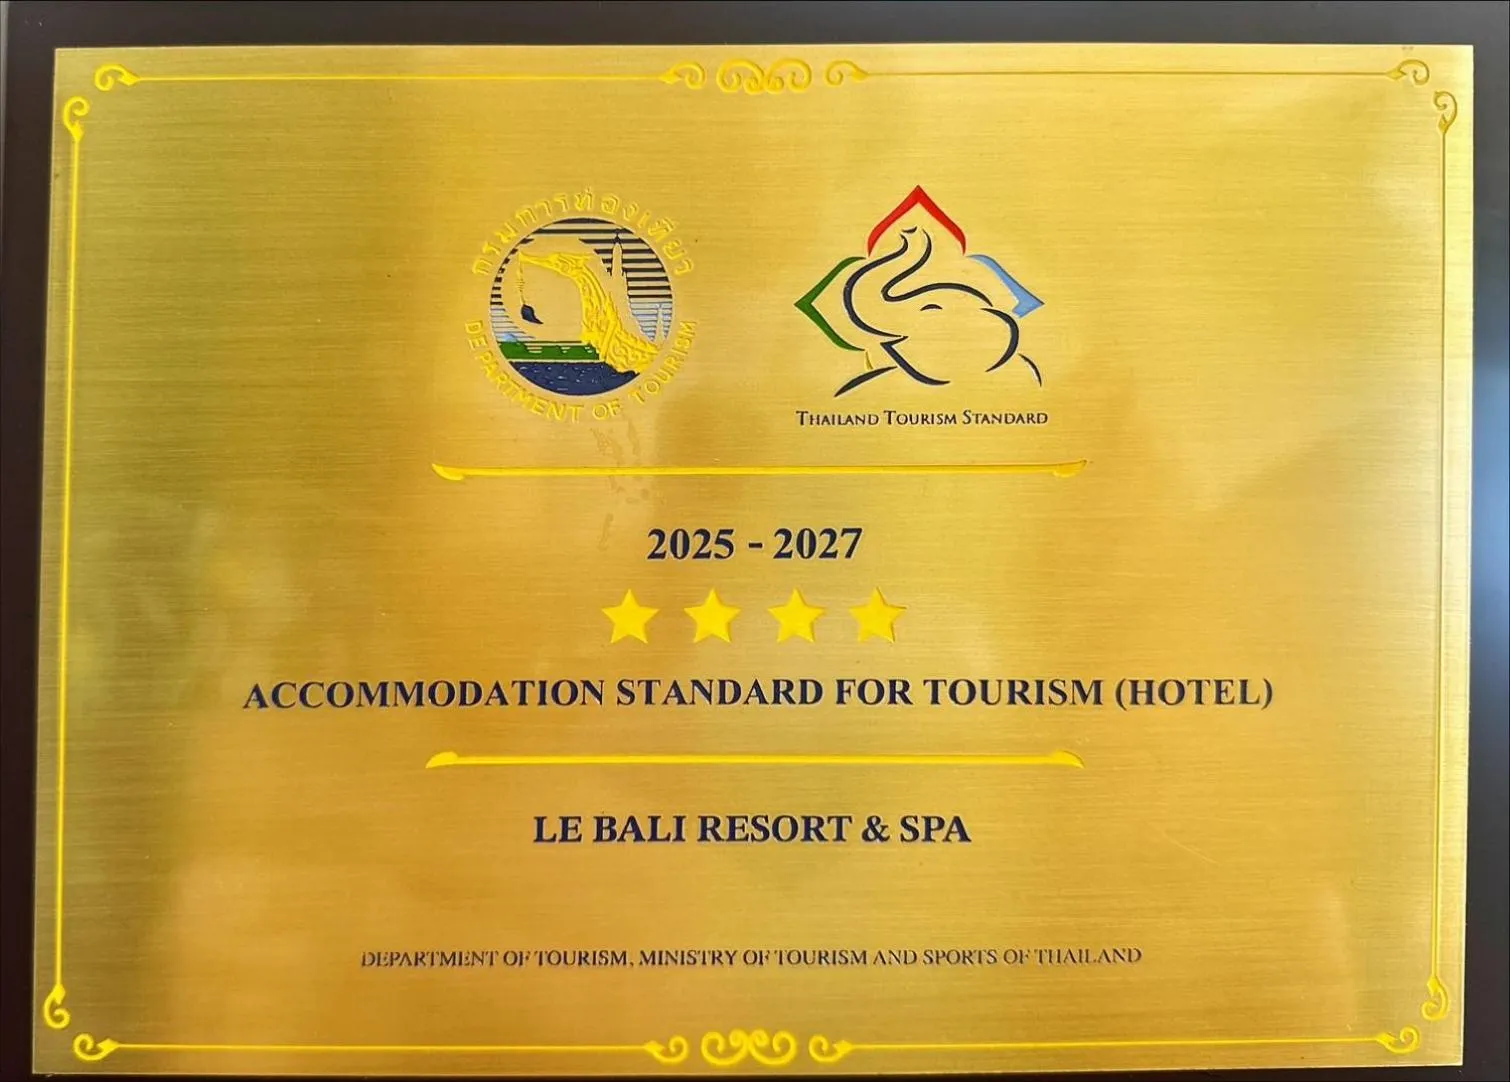 กรมการท่องเที่ยว
DEPARTMENT OF TOURISM
THAILAND TOURISM STANDARD
2025 - 2027
ACCOMMODATION STANDARD FOR TOURISM (HOTEL)
LE BALI RESORT & SPA
DEPARTMENT OF TOURISM, MINISTRY OF TOURISM AND SPORTS OF THAILAND